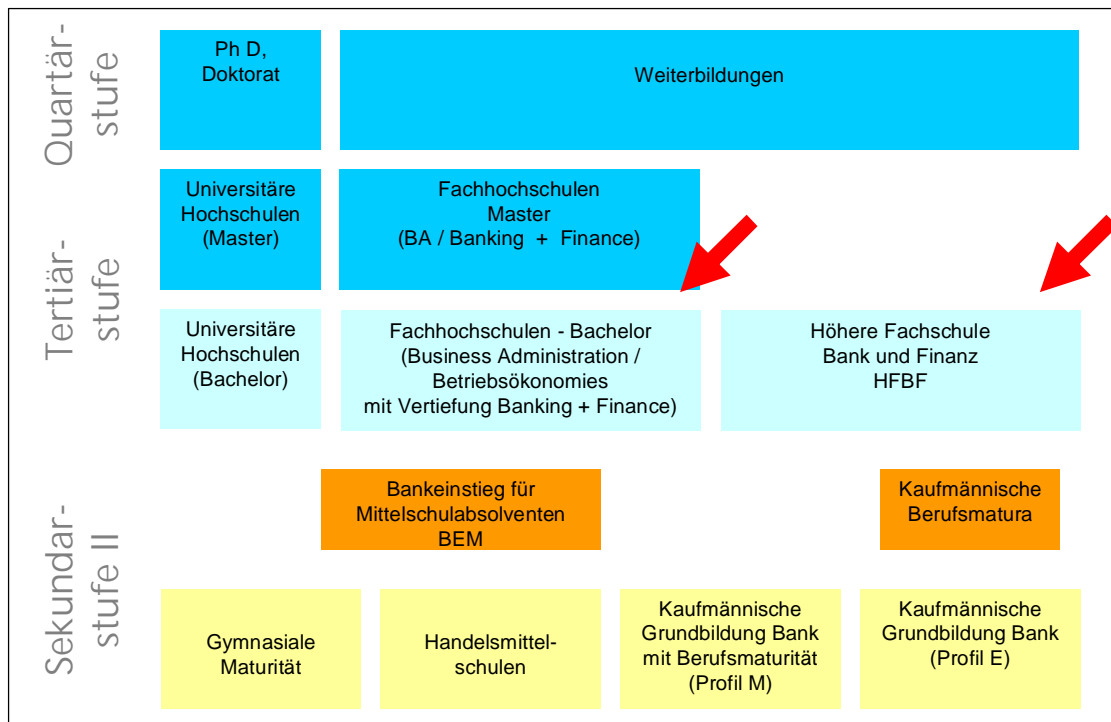 Quartär-
stufe
Ph D,
Doktorat
Weiterbildungen
Tertiär-
stufe
Universitäre
Hochschulen
(Master)
Fachhochschulen
Master
(BA / Banking + Finance)
Universitäre
Hochschulen
(Bachelor)
Fachhochschulen - Bachelor
(Business Administration /
Betriebsökonomies
mit Vertiefung Banking + Finance)
Höhere Fachschule
Bank und Finanz
HFBF
Sekundar-
stufe II
Bankeinstieg für
Mittelschulabsolventen
BEM
Kaufmännische
Berufsmatura
Gymnasiale
Maturität
Handelsmittel-
schulen
Kaufmännische
Grundbildung Bank
mit Berufsmaturität
(Profil M)
Kaufmännische
Grundbildung Bank
(Profil E)